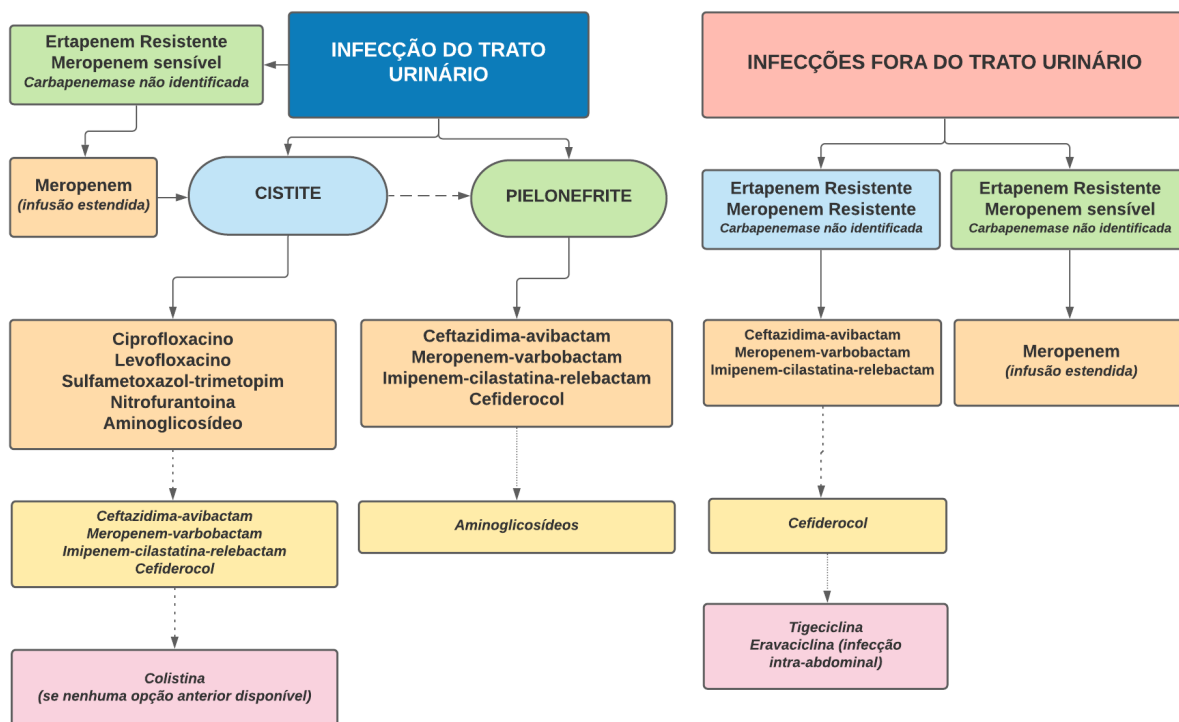 Ertapenem Resistente
Meropenem sensível
Carbapenemase não identificada
INFECÇÃO DO TRATO
URINÁRIO
INFECÇÕES FORA DO TRATO URINÁRIO
Meropenem
(infusão estendida)
CISTITE
PIELONEFRITE
Ertapenem Resistente
Meropenem Resistente
Carbapenemase não identificada
Ertapenem Resistente
Meropenem sensível
Carbapenemase não identificada
Ciprofloxacino
Levofloxacino
Sulfametoxazol-trimetopim
Nitrofurantoina
Aminoglicosídeo
Ceftazidima-avibactam
Meropenem-varbobactam
Imipenem-cilastatina-relebactam
Cefiderocol
Ceftazidima-avibactam
Meropenem-varbobactam
Imipenem-cilastatina-relebactam
Meropenem
(infusão estendida)
Ceftazidima-avibactam
Meropenem-varbobactam
Imipenem-cilastatina-relebactam
Cefiderocol
Aminoglicosídeos
Cefiderocol
Colistina
(se nenhuma opção anterior disponível)
Tigeciclina
Eravaciclina (infecção
intra-abdominal)